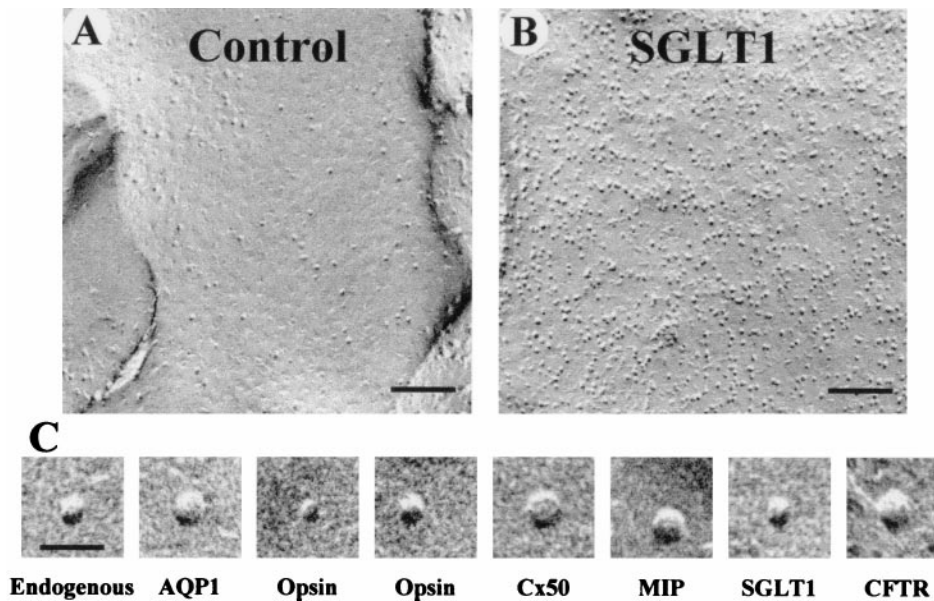 A
Control
B
SGLT1
C
Endogenous AQP1 Opsin Opsin Cx50 MIP SGLT1 CFTR